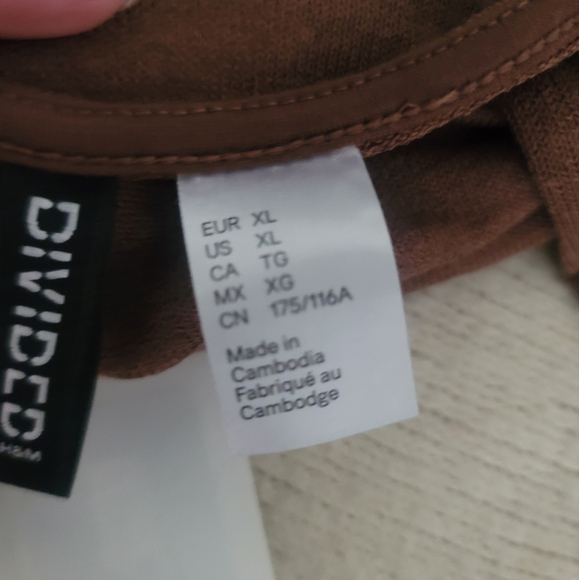 DIVIDED
H&M
EUR XL
US XL
CA TG
MX XG
CN 175/116A
Made in
Cambodia
Fabriqué au
Cambodge